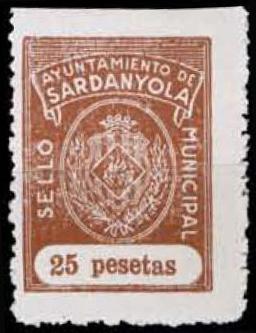 AYUNTAMIENTO DE
SARDANYOLA
SELLO
MUNICIPAL
25 pesetas